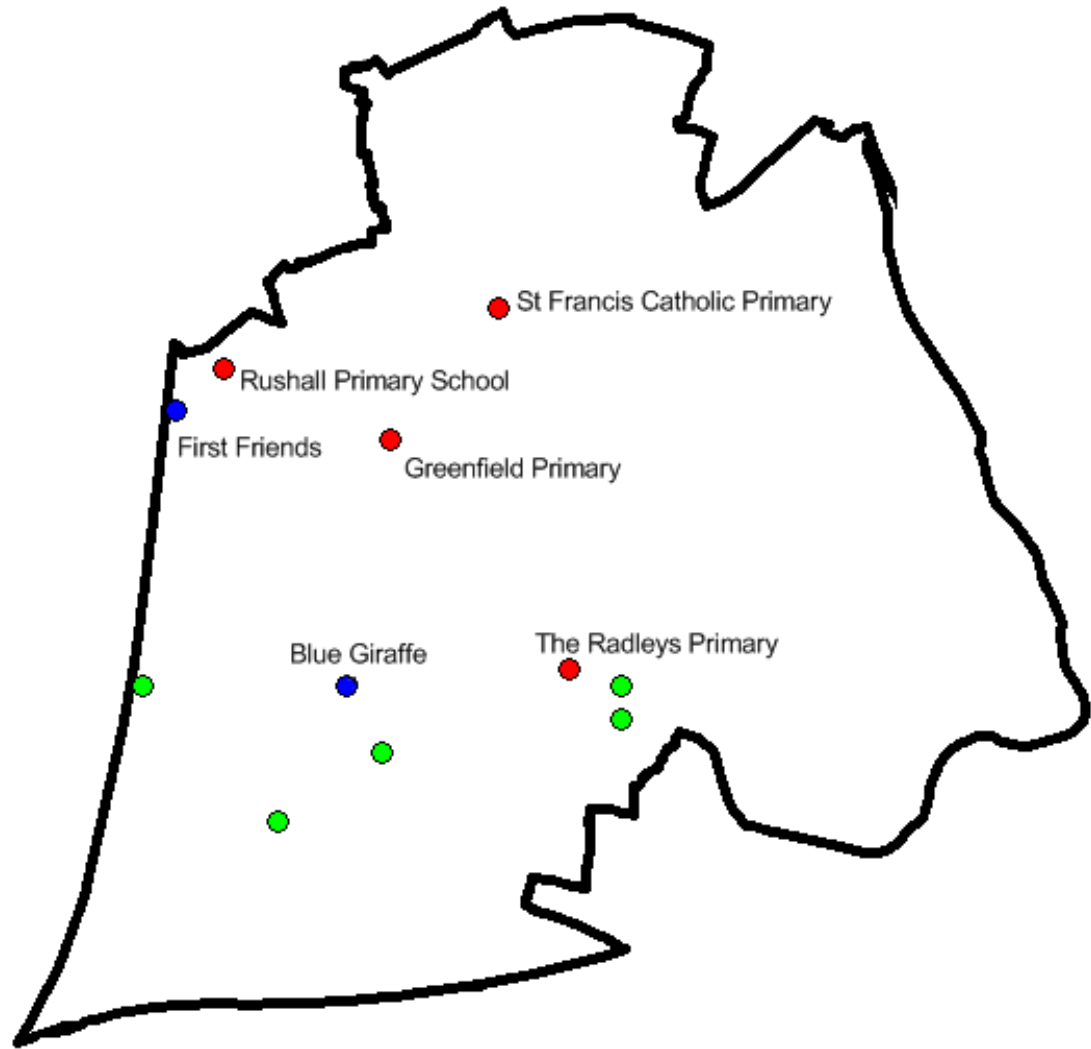 St Francis Catholic Primary
Rushall Primary School
First Friends
Greenfield Primary
Blue Giraffe
The Radleys Primary